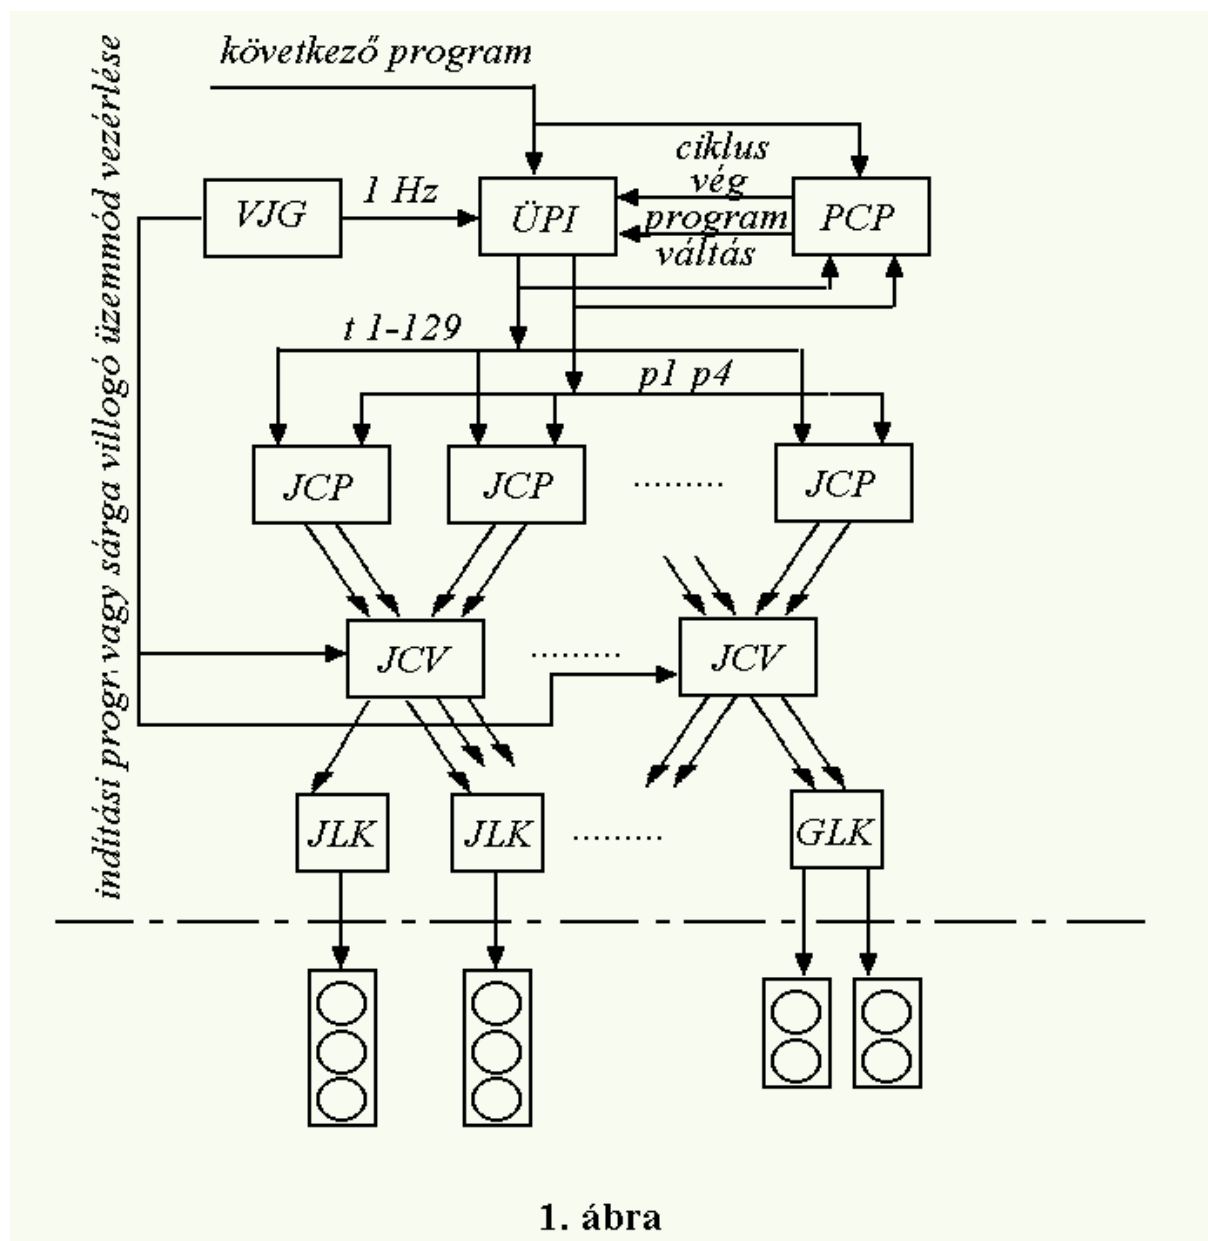 indítási progr. vagy sárga villogó üzemmód vezérlése
következő program
ciklus
vég
VJG
1 Hz
ÜPI
program
PCP
váltás
t 1-129
p1 p4
JCP
JCP
.........
JCP
JCV
.........
JCV
JLK
JLK
.........
GLK
1. ábra